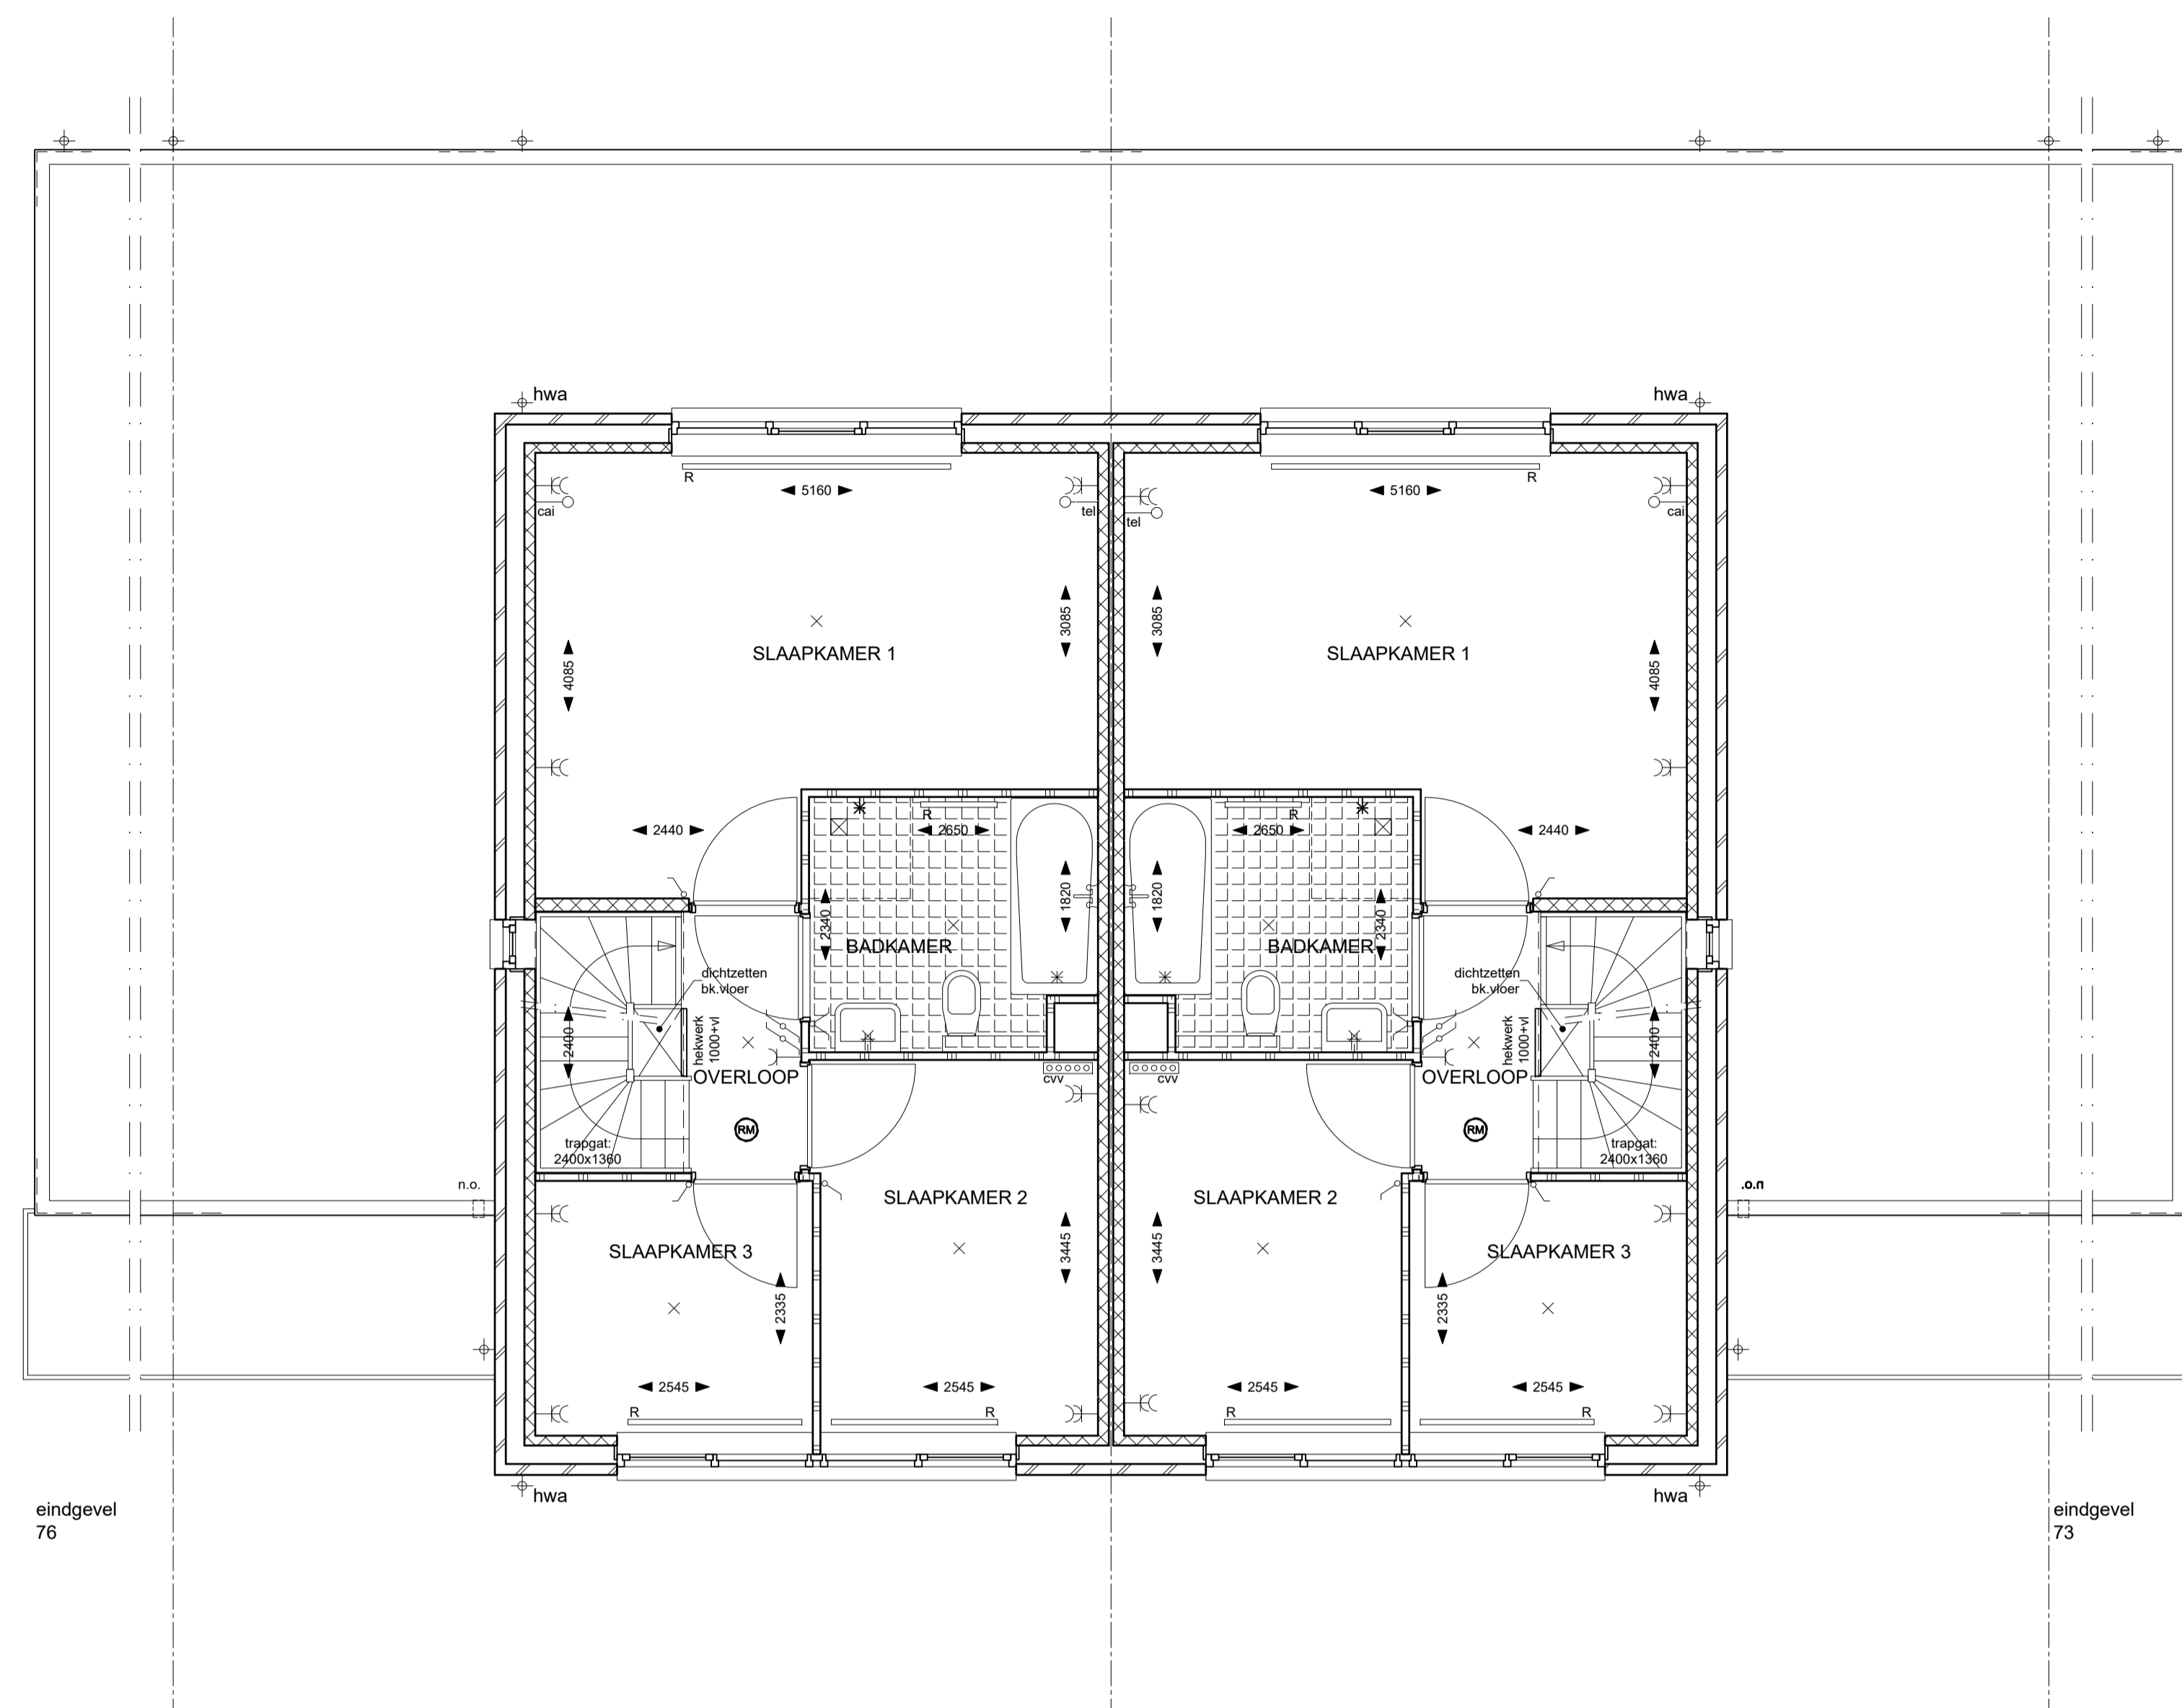 hwa
hwa
R
R
5160
5160
cai
tel
tel
cai
3085
3085
4085
4085
SLAAPKAMER 1
SLAAPKAMER 1
R
R
2440
2650
2650
2440
1820
1820
2340
2340
BADKAMER
BADKAMER
dichtzetten
bk.vloer
dichtzetten
bk.vloer
2400
hekwerk
1000+vl
hekwerk
1000+vl
2400
OVERLOOP
cvv
cvv
OVERLOOP
RM
RM
trapgat:
2400x1360
trapgat:
2400x1360
n.o.
n.o.
SLAAPKAMER 2
SLAAPKAMER 2
SLAAPKAMER 3
SLAAPKAMER 3
3445
3445
2335
2335
2545
2545
2545
2545
R
R
R
R
hwa
hwa
eindgevel
76
eindgevel
73